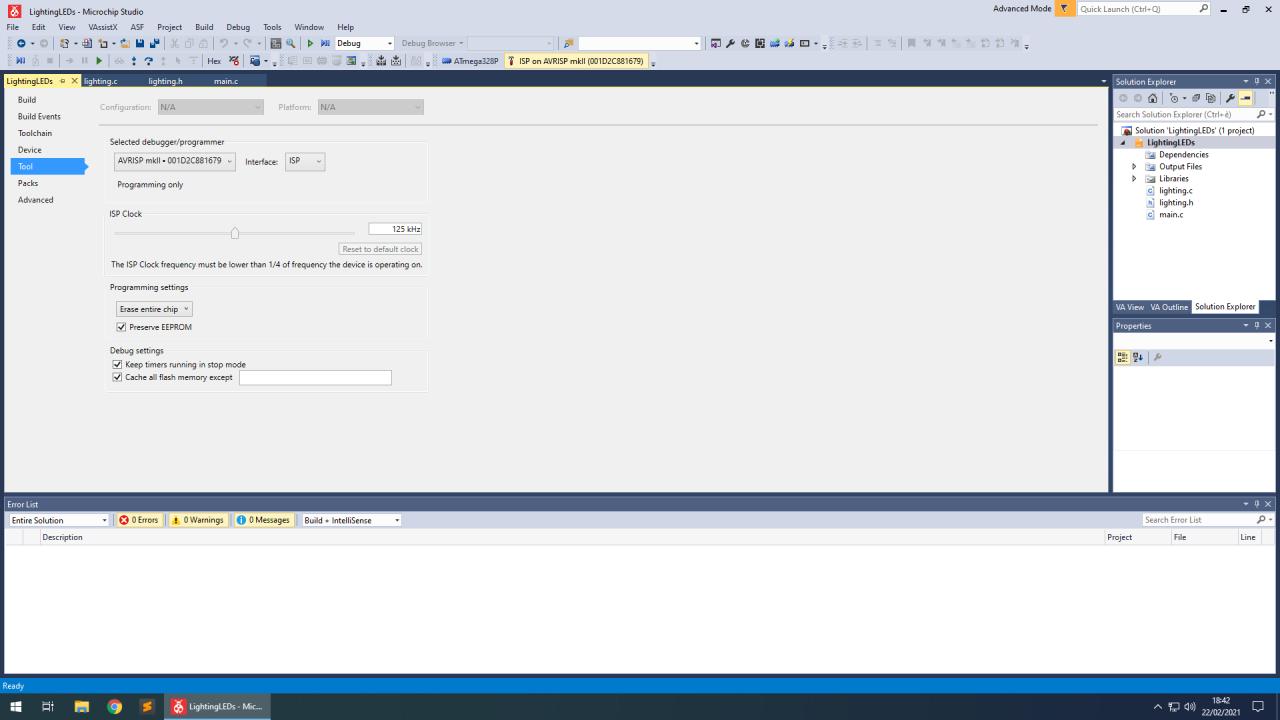 LightingLEDs - Microchip Studio
Advanced Mode
Quick Launch (Ctrl+Q)
File Edit View VAssistX ASF Project Build Debug Tools Window Help
Debug
Debug Browser
Hex
ATmega328P
ISP on AVRISP mkII (001D2C881679)
LightingLEDs lighting.c lighting.h main.c
Build
Build Events
Toolchain
Device
Tool
Packs
Advanced
Configuration: N/A Platform: N/A
Selected debugger/programmer
AVRISP mkII • 001D2C881679 Interface: ISP
Programming only
ISP Clock
125 kHz
Reset to default clock
The ISP Clock frequency must be lower than 1/4 of frequency the device is operating on.
Programming settings
Erase entire chip
Preserve EEPROM
Debug settings
Keep timers running in stop mode
Cache all flash memory except
Solution Explorer
Search Solution Explorer (Ctrl+è)
Solution 'LightingLEDs' (1 project)
LightingLEDs
Dependencies
Output Files
Libraries
lighting.c
lighting.h
main.c
VA View VA Outline Solution Explorer
Properties
Error List
Entire Solution 0 Errors 0 Warnings 0 Messages Build + IntelliSense
Search Error List
Description Project File Line
Ready
LightingLEDs - Mic...
18:42
22/02/2021